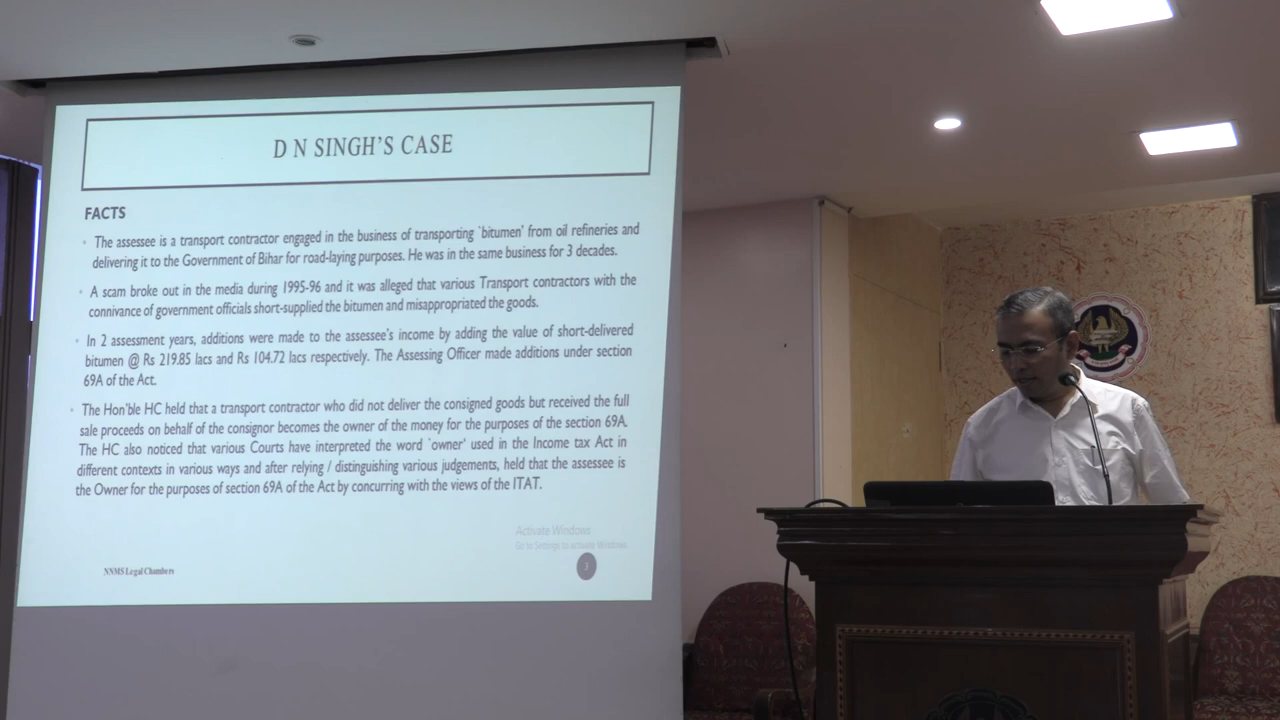 D N SINGH'S CASE
FACTS
The assessee is a transport contractor engaged in the business of transporting `bitumen' from oil refineries and
delivering it to the Government of Bihar for road-laying purposes. He was in the same business for 3 decades.
A scam broke out in the media during 1995-96 and it was alleged that various Transport contractors with the
connivance of government officials short-supplied the bitumen and misappropriated the goods.
In 2 assessment years, additions were made to the assessee's income by adding the value of short-delivered
bitumen @ Rs 219.85 lacs and Rs 104.72 lacs respectively. The Assessing Officer made additions under section
69A of the Act.
The Hon'ble HC held that a transport contractor who did not deliver the consigned goods but received the full
sale proceeds on behalf of the consignor becomes the owner of the money for the purposes of the section 69A.
The HC also noticed that various Courts have interpreted the word `owner' used in the Income tax Act in
different contexts in various ways and after relying / distinguishing various judgements, held that the assessee is
the Owner for the purposes of section 69A of the Act by concurring with the views of the ITAT.
Activate Windows
Go to Settings to activate Windows.
NNMS Legal Chambers
3